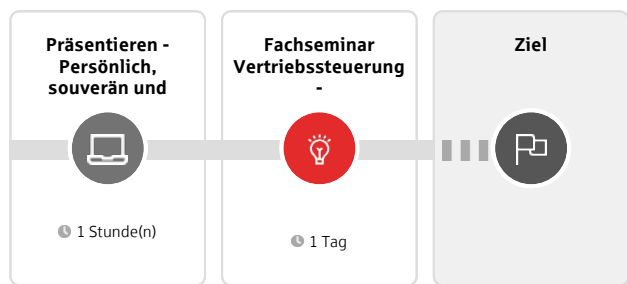 Präsentieren -
Persönlich,
souverän und
1 Stunde(n)
Fachseminar
Vertriebssteuerung
-
1 Tag
Ziel